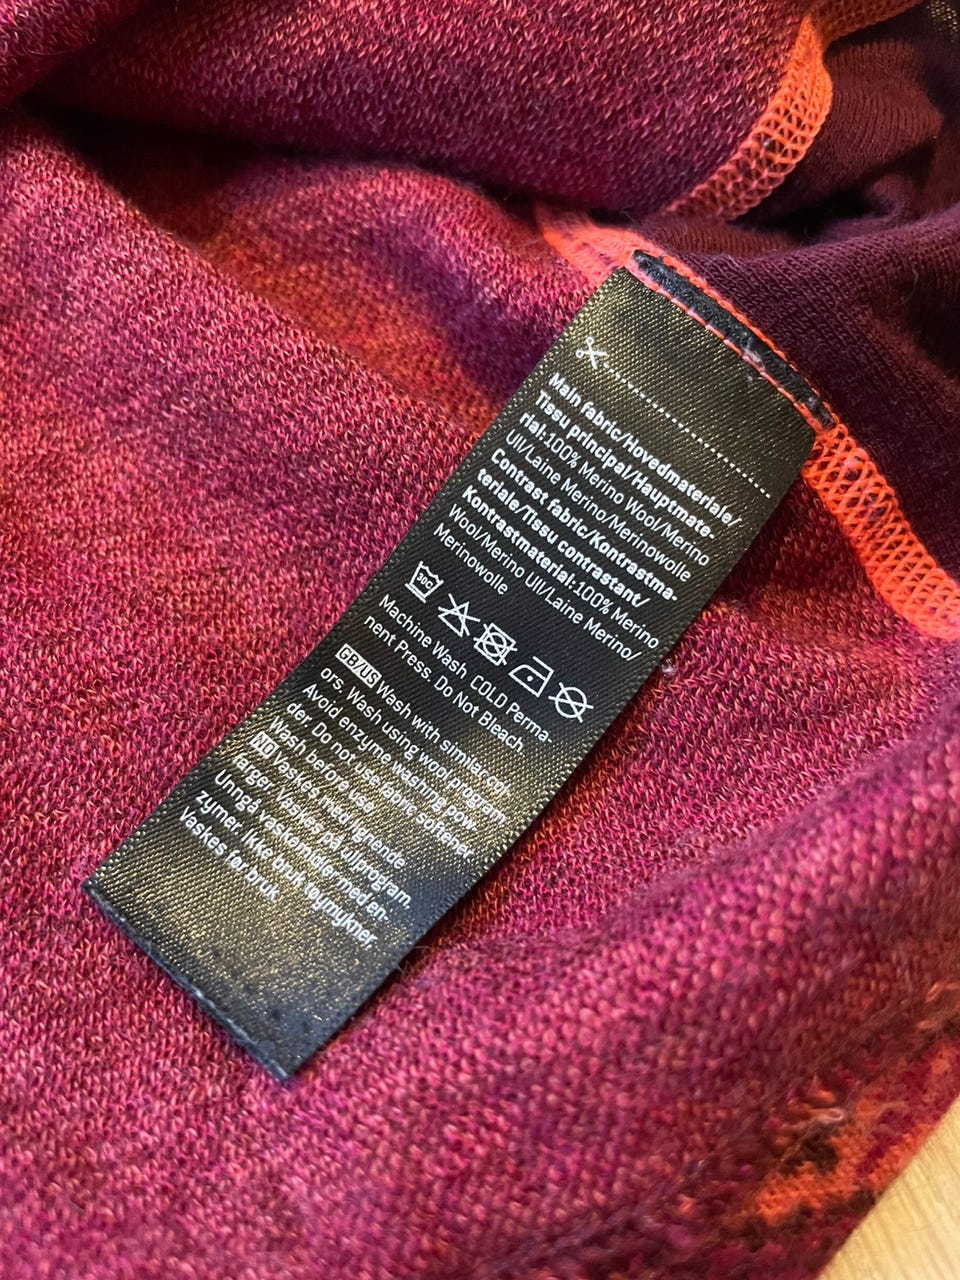 Main fabric/Hovedmateriale/
Tissu principal/Hauptmate-
rial:100% Merino Wool/Merino
Ull/Laine Merino/Merinowolle
Contrast fabric/Kontrastma-
teriale/Tissu contrastant/
Kontrastmaterial:100% Merino
Wool/Merino Ull/Laine Merino/
Merinowolle
30C
Machine Wash COLD Perma-
nent Press. Do Not Bleach.
GB/US Wash with similar col-
ors. Wash using wool program.
Avoid enzyme washing pow-
der. Do not use fabric softener.
Wash before use.
NO Vaskes med lignende
farger. Vaskes på ullprogram.
Unngå vaskemidler med en-
zymer. Ikke bruk tøymykner.
Vaskes før bruk.